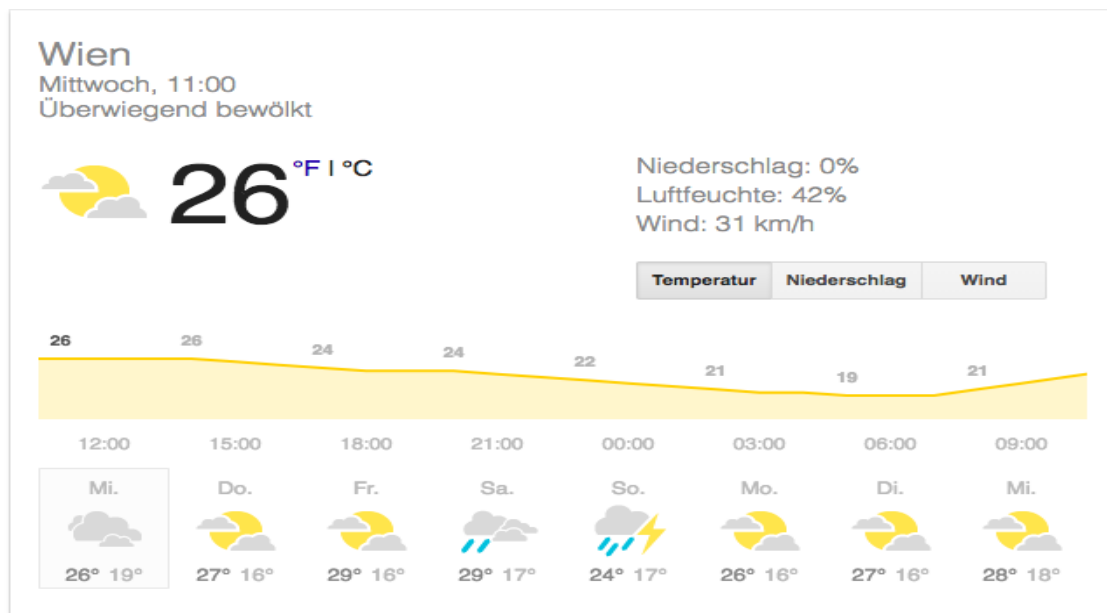 Wien
Mittwoch, 11:00
Überwiegend bewölkt
26 °F | °C
Niederschlag: 0%
Luftfeuchte: 42%
Wind: 31 km/h
Temperatur Niederschlag Wind
26 26 24 24 22 21 19 21
12:00 15:00 18:00 21:00 00:00 03:00 06:00 09:00
Mi. Do. Fr. Sa. So. Mo. Di. Mi.
26° 19° 27° 16° 29° 16° 29° 17° 24° 17° 26° 16° 27° 16° 28° 18°